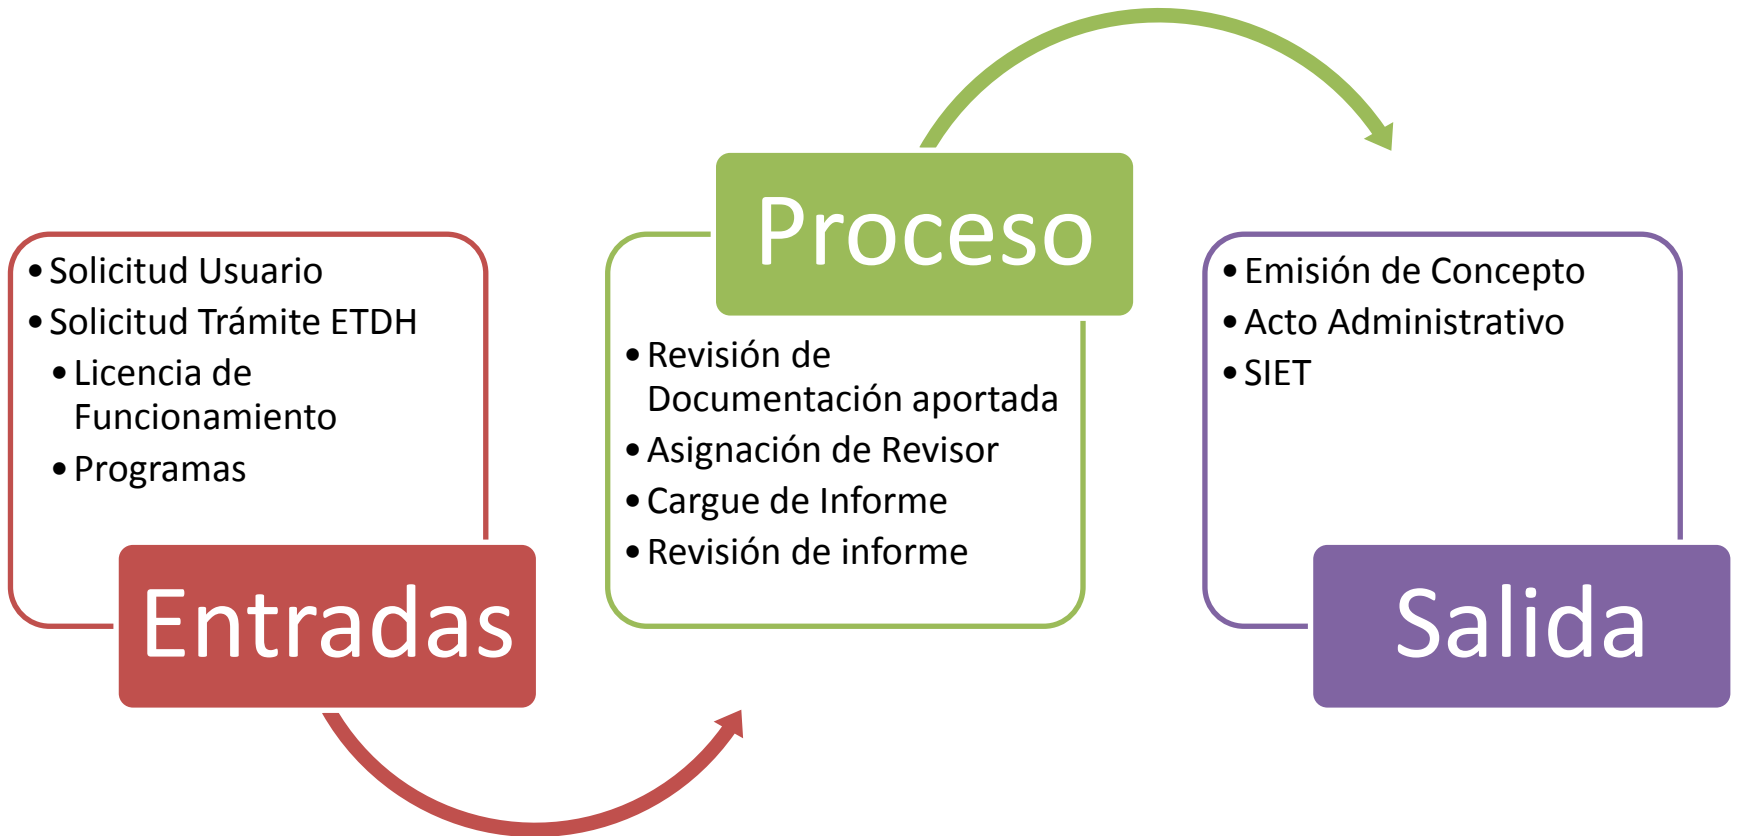 • Solicitud Usuario
• Solicitud Trámite ETDH
• Licencia de
Funcionamiento
• Programas
Entradas
Proceso
• Revisión de
Documentación aportada
• Asignación de Revisor
• Cargue de Informe
• Revisión de informe
• Emisión de Concepto
• Acto Administrativo
• SIET
Salida